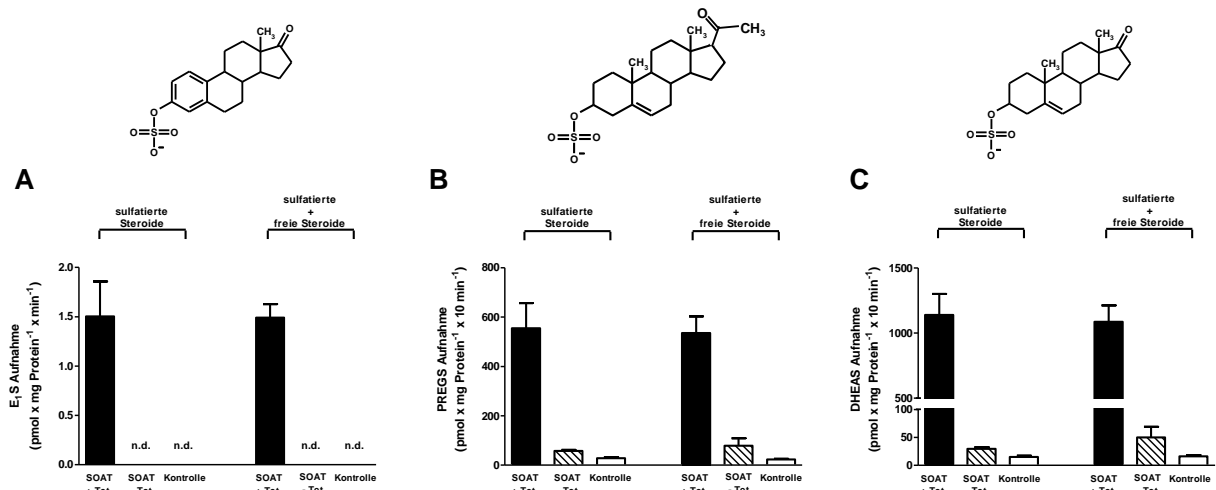 O
CH3
O
S
O
O
O-
O
CH3
CH3
CH3
O
S
O
O
O-
O
CH3
CH3
O
S
O
O
O-
A
sulfatierte
Steroide
sulfatierte
+
freie Steroide
E1S Aufnahme
(pmol x mg Protein-1 x min-1)
2.0
1.5
1.0
0.5
0.0
n.d. n.d. n.d. n.d.
SOAT SOAT Kontrolle SOAT SOAT Kontrolle
B
sulfatierte
Steroide
sulfatierte
+
freie Steroide
PREGS Aufnahme
(pmol x mg Protein-1 x 10 min-1)
800
600
400
200
0
SOAT SOAT Kontrolle SOAT SOAT Kontrolle
- Tet
C
sulfatierte
Steroide
sulfatierte
+
freie Steroide
DHEAS Aufnahme
(pmol x mg Protein-1 x 10 min-1)
1500
1000
500
100
50
0
SOAT SOAT Kontrolle SOAT SOAT Kontrolle